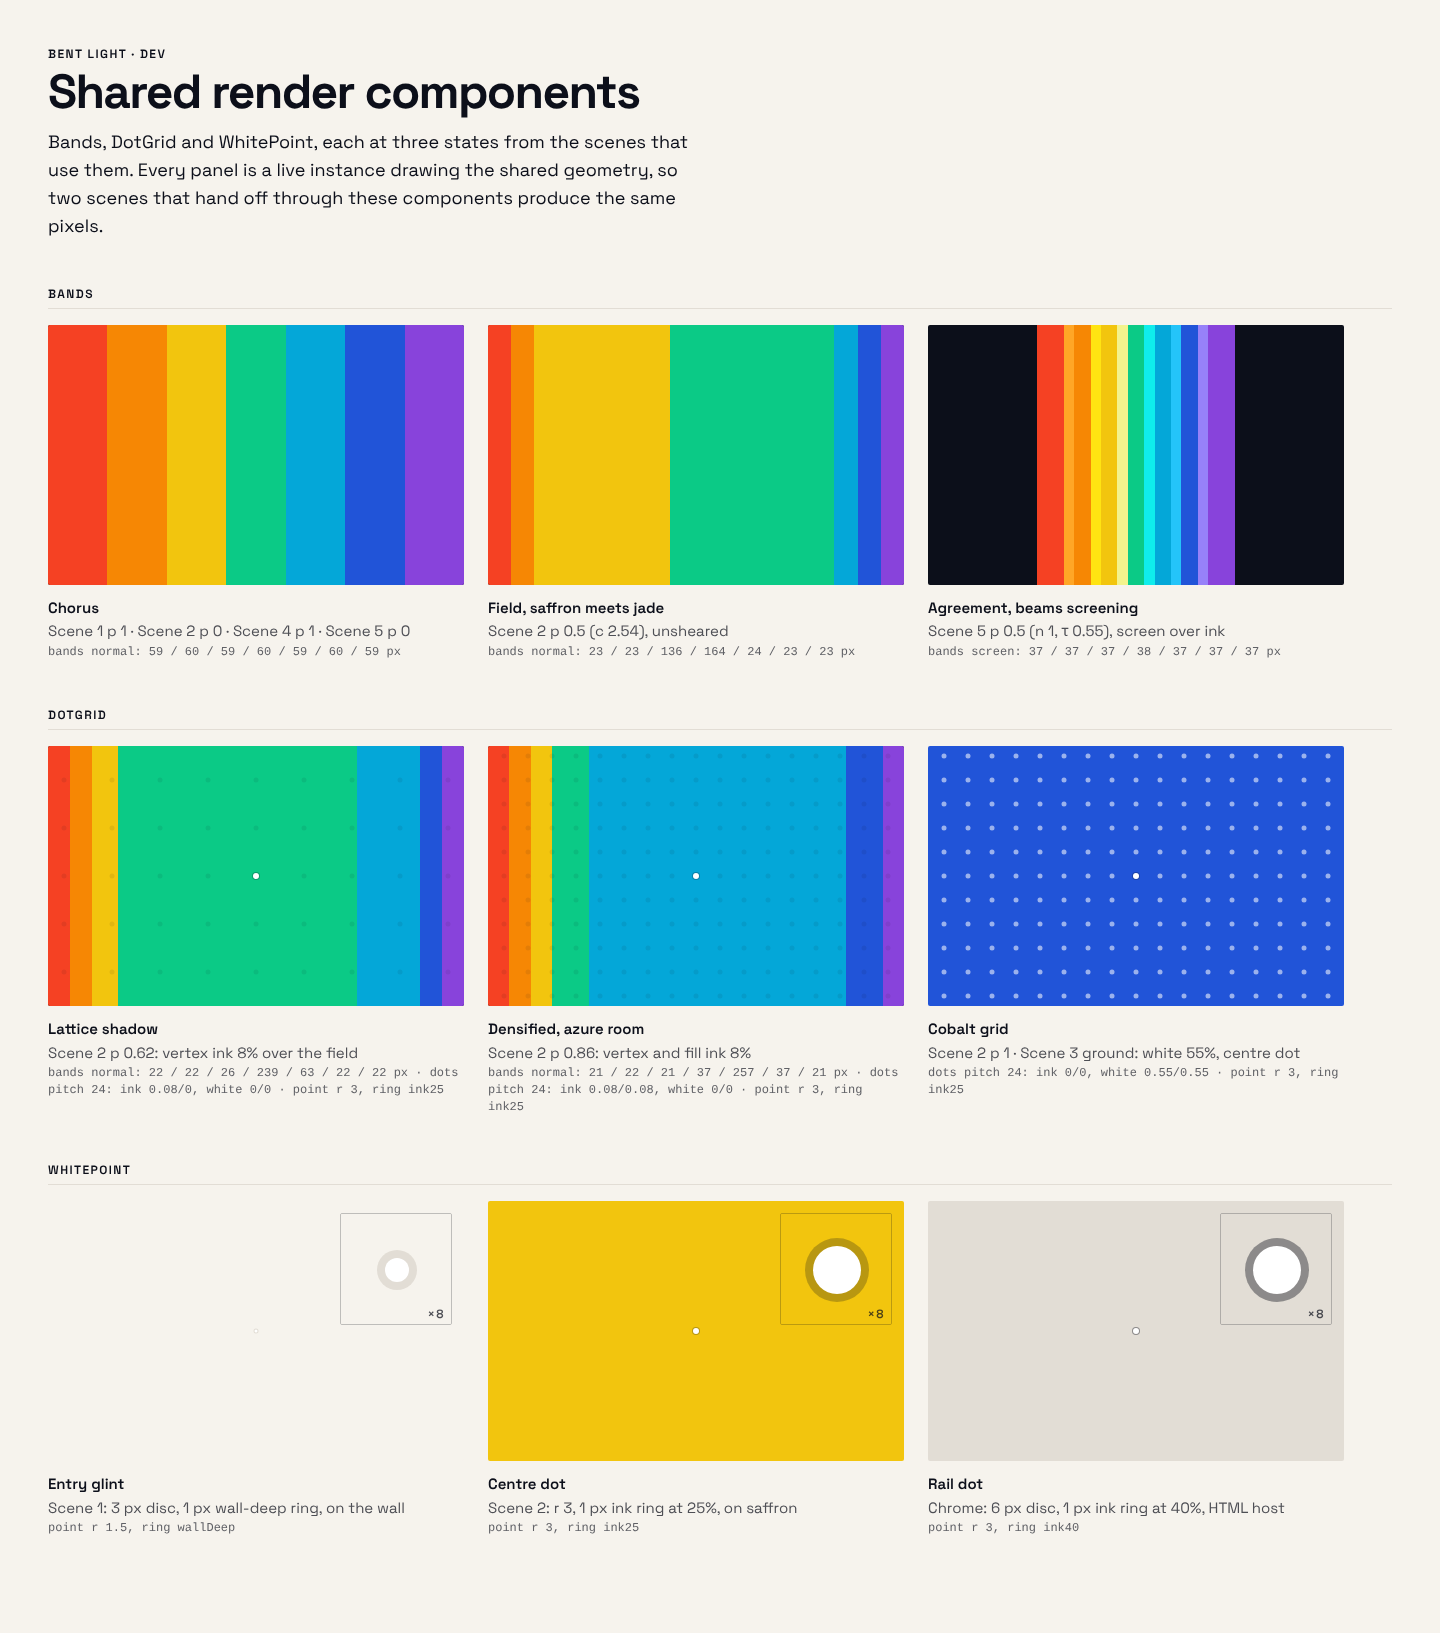 BENT LIGHT · DEV
Shared render components
Bands, DotGrid and WhitePoint, each at three states from the scenes that
use them. Every panel is a live instance drawing the shared geometry, so
two scenes that hand off through these components produce the same
pixels.
BANDS
Chorus
Scene 1 p 1 · Scene 2 p 0 · Scene 4 p 1 · Scene 5 p 0
bands normal: 59 / 60 / 59 / 60 / 59 / 60 / 59 px
Field, saffron meets jade
Scene 2 p 0.5 (c 2.54), unsheared
bands normal: 23 / 23 / 136 / 164 / 24 / 23 / 23 px
Agreement, beams screening
Scene 5 p 0.5 (n 1, τ 0.55), screen over ink
bands screen: 37 / 37 / 37 / 38 / 37 / 37 / 37 px
DOTGRID
Lattice shadow
Scene 2 p 0.62: vertex ink 8% over the field
bands normal: 22 / 22 / 26 / 239 / 63 / 22 / 22 px · dots
pitch 24: ink 0.08/0, white 0/0 · point r 3, ring ink25
Densified, azure room
Scene 2 p 0.86: vertex and fill ink 8%
bands normal: 21 / 22 / 21 / 37 / 257 / 37 / 21 px · dots
pitch 24: ink 0.08/0.08, white 0/0 · point r 3, ring
ink25
Cobalt grid
Scene 2 p 1 · Scene 3 ground: white 55%, centre dot
dots pitch 24: ink 0/0, white 0.55/0.55 · point r 3, ring
ink25
WHITEPOINT
×8
Entry glint
Scene 1: 3 px disc, 1 px wall-deep ring, on the wall
point r 1.5, ring wallDeep
×8
Centre dot
Scene 2: r 3, 1 px ink ring at 25%, on saffron
point r 3, ring ink25
×8
Rail dot
Chrome: 6 px disc, 1 px ink ring at 40%, HTML host
point r 3, ring ink40